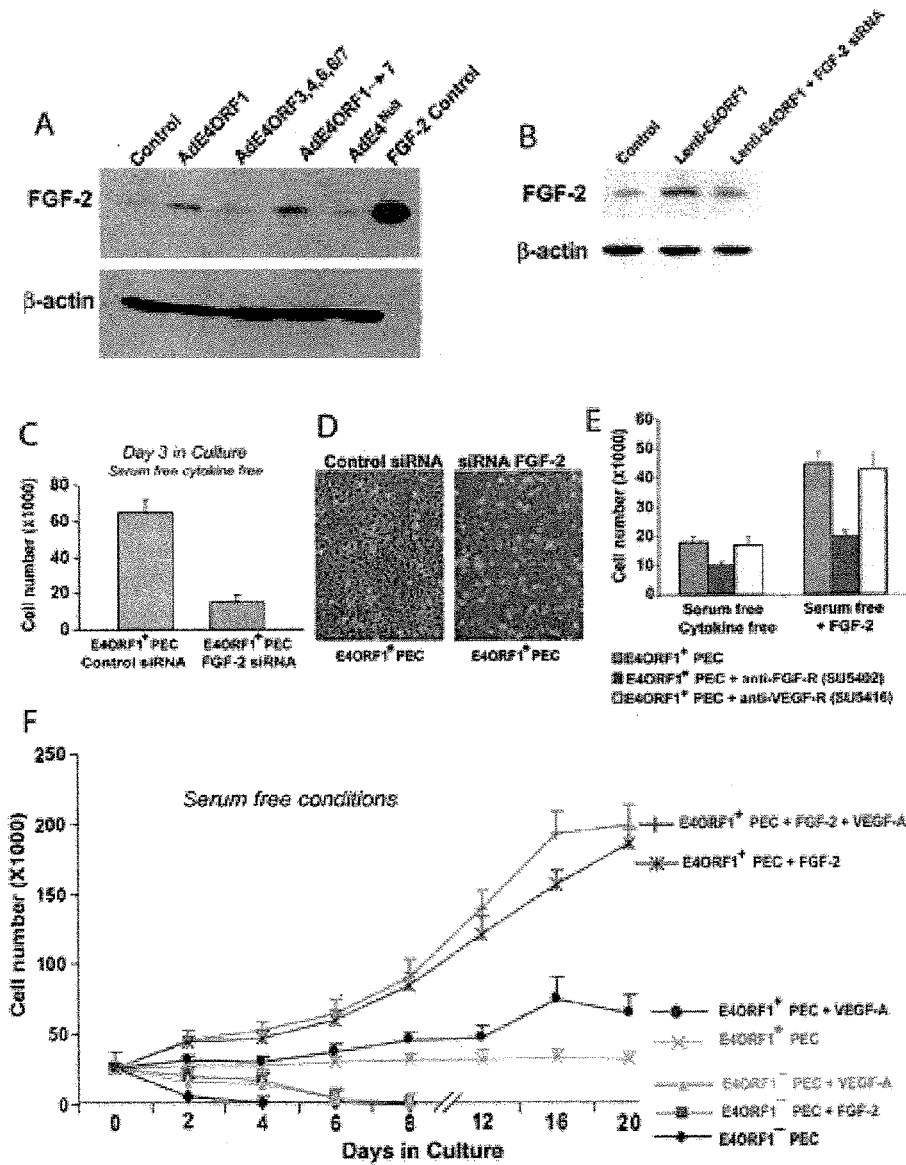 A
Control
AdE4ORF1
AdE4ORF3,4,6,6/7
AdE4ORF1→7
AdE4Null
FGF-2 Control
FGF-2
β-actin
B
Control
Lenti-E4ORF1
Lenti-E4ORF1 + FGF-2 siRNA
FGF-2
β-actin
C
Day 3 in Culture
Serum free cytokine free
Cell number (X1000)
80
60
40
20
0
E4ORF1+ PEC
Control siRNA
E4ORF1+ PEC
FGF-2 siRNA
D
Control siRNA
siRNA FGF-2
E4ORF1+ PEC
E4ORF1+ PEC
E
Cell number (x1000)
60
50
40
30
20
10
Serum free
Cytokine free
Serum free
+ FGF-2
E4ORF1+ PEC
E4ORF1+ PEC + anti-FGF-R (SU5402)
E4ORF1+ PEC + anti-VEGF-R (SU5416)
F
Serum free conditions
Cell number (X1000)
250
200
150
100
50
0
0
2
4
6
8
12
16
20
Days in Culture
E4ORF1+ PEC + FGF-2 + VEGF-A
E4ORF1+ PEC + FGF-2
E4ORF1+ PEC + VEGF-A
E4ORF1+ PEC
E4ORF1- PEC + VEGF-A
E4ORF1- PEC + FGF-2
E4ORF1- PEC